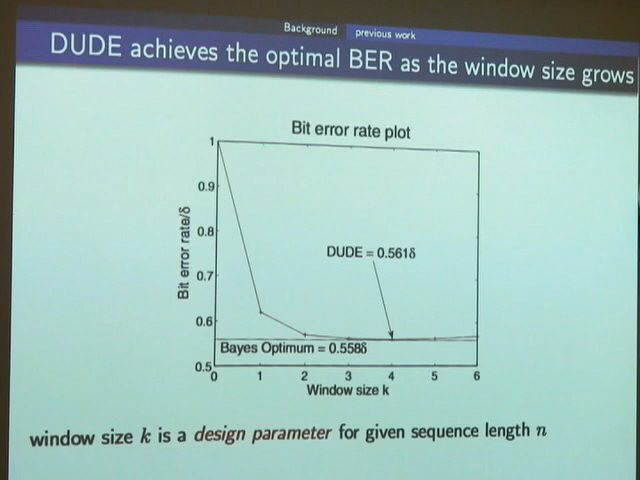 Background previous work
DUDE achieves the optimal BER as the window size grows
Bit error rate plot
1
0.9
0.8
0.7
0.6
0.5
Bit error rate/δ
DUDE = 0.561δ
Bayes Optimum = 0.558δ
0 1 2 3 4 5 6
Window size k
window size k is a design parameter for given sequence length n